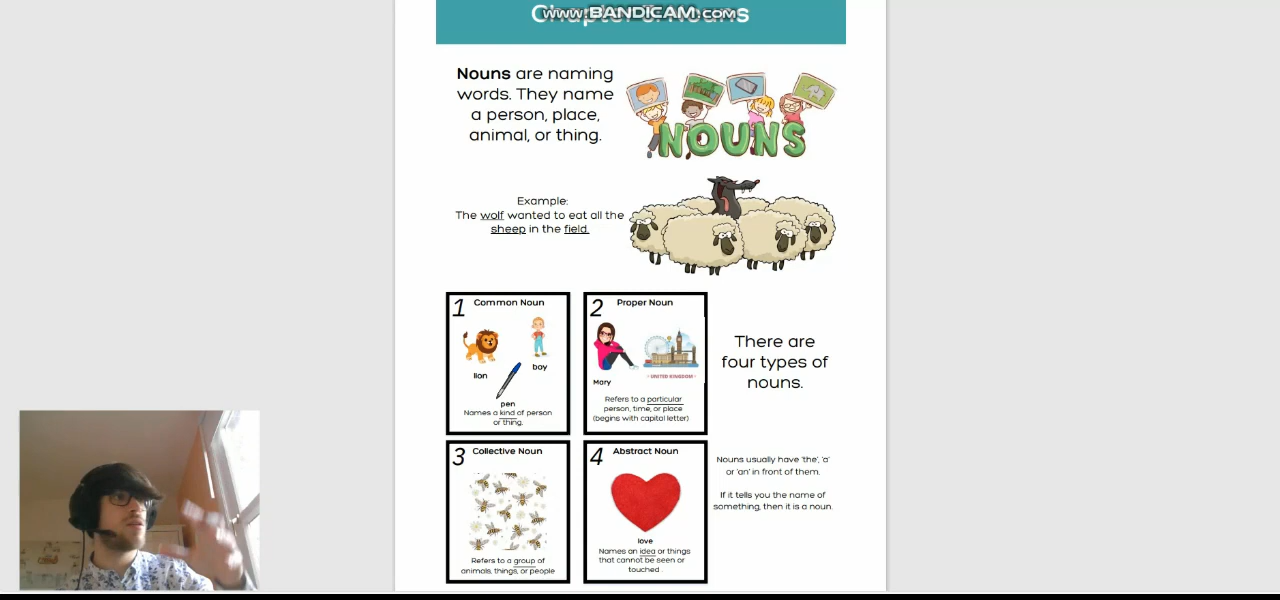 www.BANDICAM.com
Nouns are naming
words. They name
a person, place,
animal, or thing.
NOUNS
Example:
The wolf wanted to eat all the
sheep in the field.
1 Common Noun
lion
boy
pen
Names a kind of person
or thing.
2 Proper Noun
Mary
UNITED KINGDOM
Refers to a particular
person, time, or place
(begins with capital letter)
There are
four types of
nouns.
3 Collective Noun
Refers to a group of
animals, things, or people
4 Abstract Noun
love
Names an idea or things
that cannot be seen or
touched
Nouns usually have 'the', 'a'
or 'an' in front of them.
If it tells you the name of
something, then it is a noun.